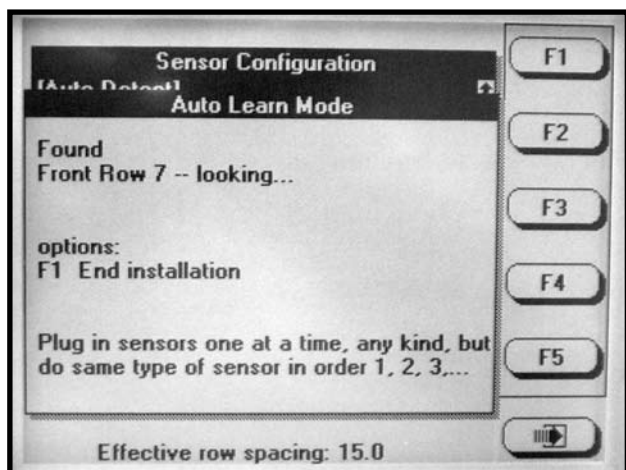 Sensor Configuration
[Auto Detect]
Auto Learn Mode
Found
Front Row 7 -- looking...
options:
F1 End installation
Plug in sensors one at a time, any kind, but
do same type of sensor in order 1, 2, 3,...
Effective row spacing: 15.0
F1
F2
F3
F4
F5